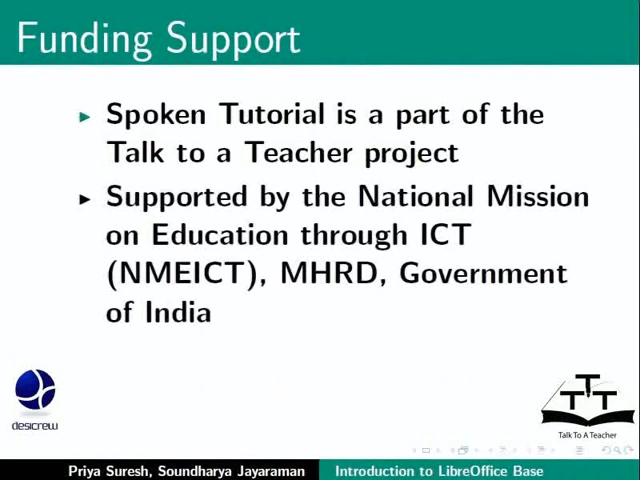 Funding Support
Spoken Tutorial is a part of the
Talk to a Teacher project
Supported by the National Mission
on Education through ICT
(NMEICT), MHRD, Government
of India
desicrew
T T T
Talk To A Teacher
Priya Suresh, Soundharya Jayaraman
Introduction to LibreOffice Base